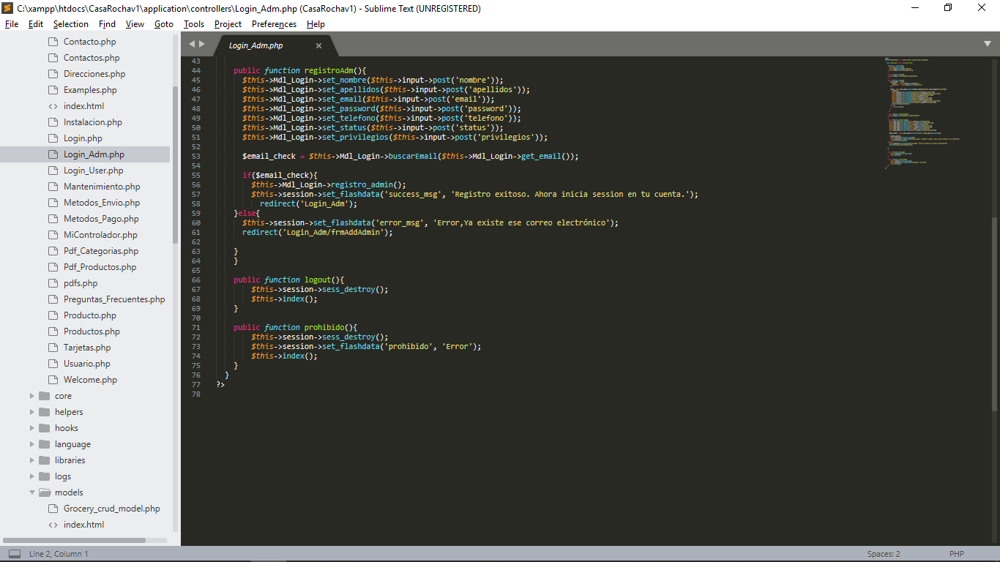 C:\xampp\htdocs\CasaRochav1\application\controllers\Login_Adm.php (CasaRochav1) - Sublime Text (UNREGISTERED)
File Edit Selection Find View Goto Tools Project Preferences Help
Contacto.php
Contactos.php
Direcciones.php
Examples.php
<> index.html
Instalacion.php
Login.php
Login_Adm.php
Login_User.php
Mantenimiento.php
Metodos_Envio.php
Metodos_Pago.php
MiControlador.php
Pdf_Categorias.php
Pdf_Productos.php
pdfs.php
Preguntas_Frecuentes.php
Producto.php
Productos.php
Tarjetas.php
Usuario.php
Welcome.php
core
helpers
hooks
language
libraries
logs
models
Grocery_crud_model.php
<> index.html
Login_Adm.php ×
43
44 public function registroAdm(){
45 $this->Mdl_Login->set_nombre($this->input->post('nombre'));
46 $this->Mdl_Login->set_apellidos($this->input->post('apellidos'));
47 $this->Mdl_Login->set_email($this->input->post('email'));
48 $this->Mdl_Login->set_password($this->input->post('password'));
49 $this->Mdl_Login->set_telefono($this->input->post('telefono'));
50 $this->Mdl_Login->set_status($this->input->post('status'));
51 $this->Mdl_Login->set_privilegios($this->input->post('privilegios'));
52
53 $email_check = $this->Mdl_Login->buscarEmail($this->Mdl_Login->get_email());
54
55 if($email_check){
56 $this->Mdl_Login->registro_admin();
57 $this->session->set_flashdata('success_msg', 'Registro exitoso. Ahora inicia session en tu cuenta.');
58 redirect('Login_Adm');
59 }else{
60 $this->session->set_flashdata('error_msg', 'Error,Ya existe ese correo electrónico');
61 redirect('Login_Adm/frmAddAdmin');
62
63 }
64 }
65
66 public function logout(){
67 $this->session->sess_destroy();
68 $this->index();
69 }
70
71 public function prohibido(){
72 $this->session->sess_destroy();
73 $this->session->set_flashdata('prohibido', 'Error');
74 $this->index();
75 }
76 }
77 ?>
78
Line 2, Column 1 Spaces: 2 PHP